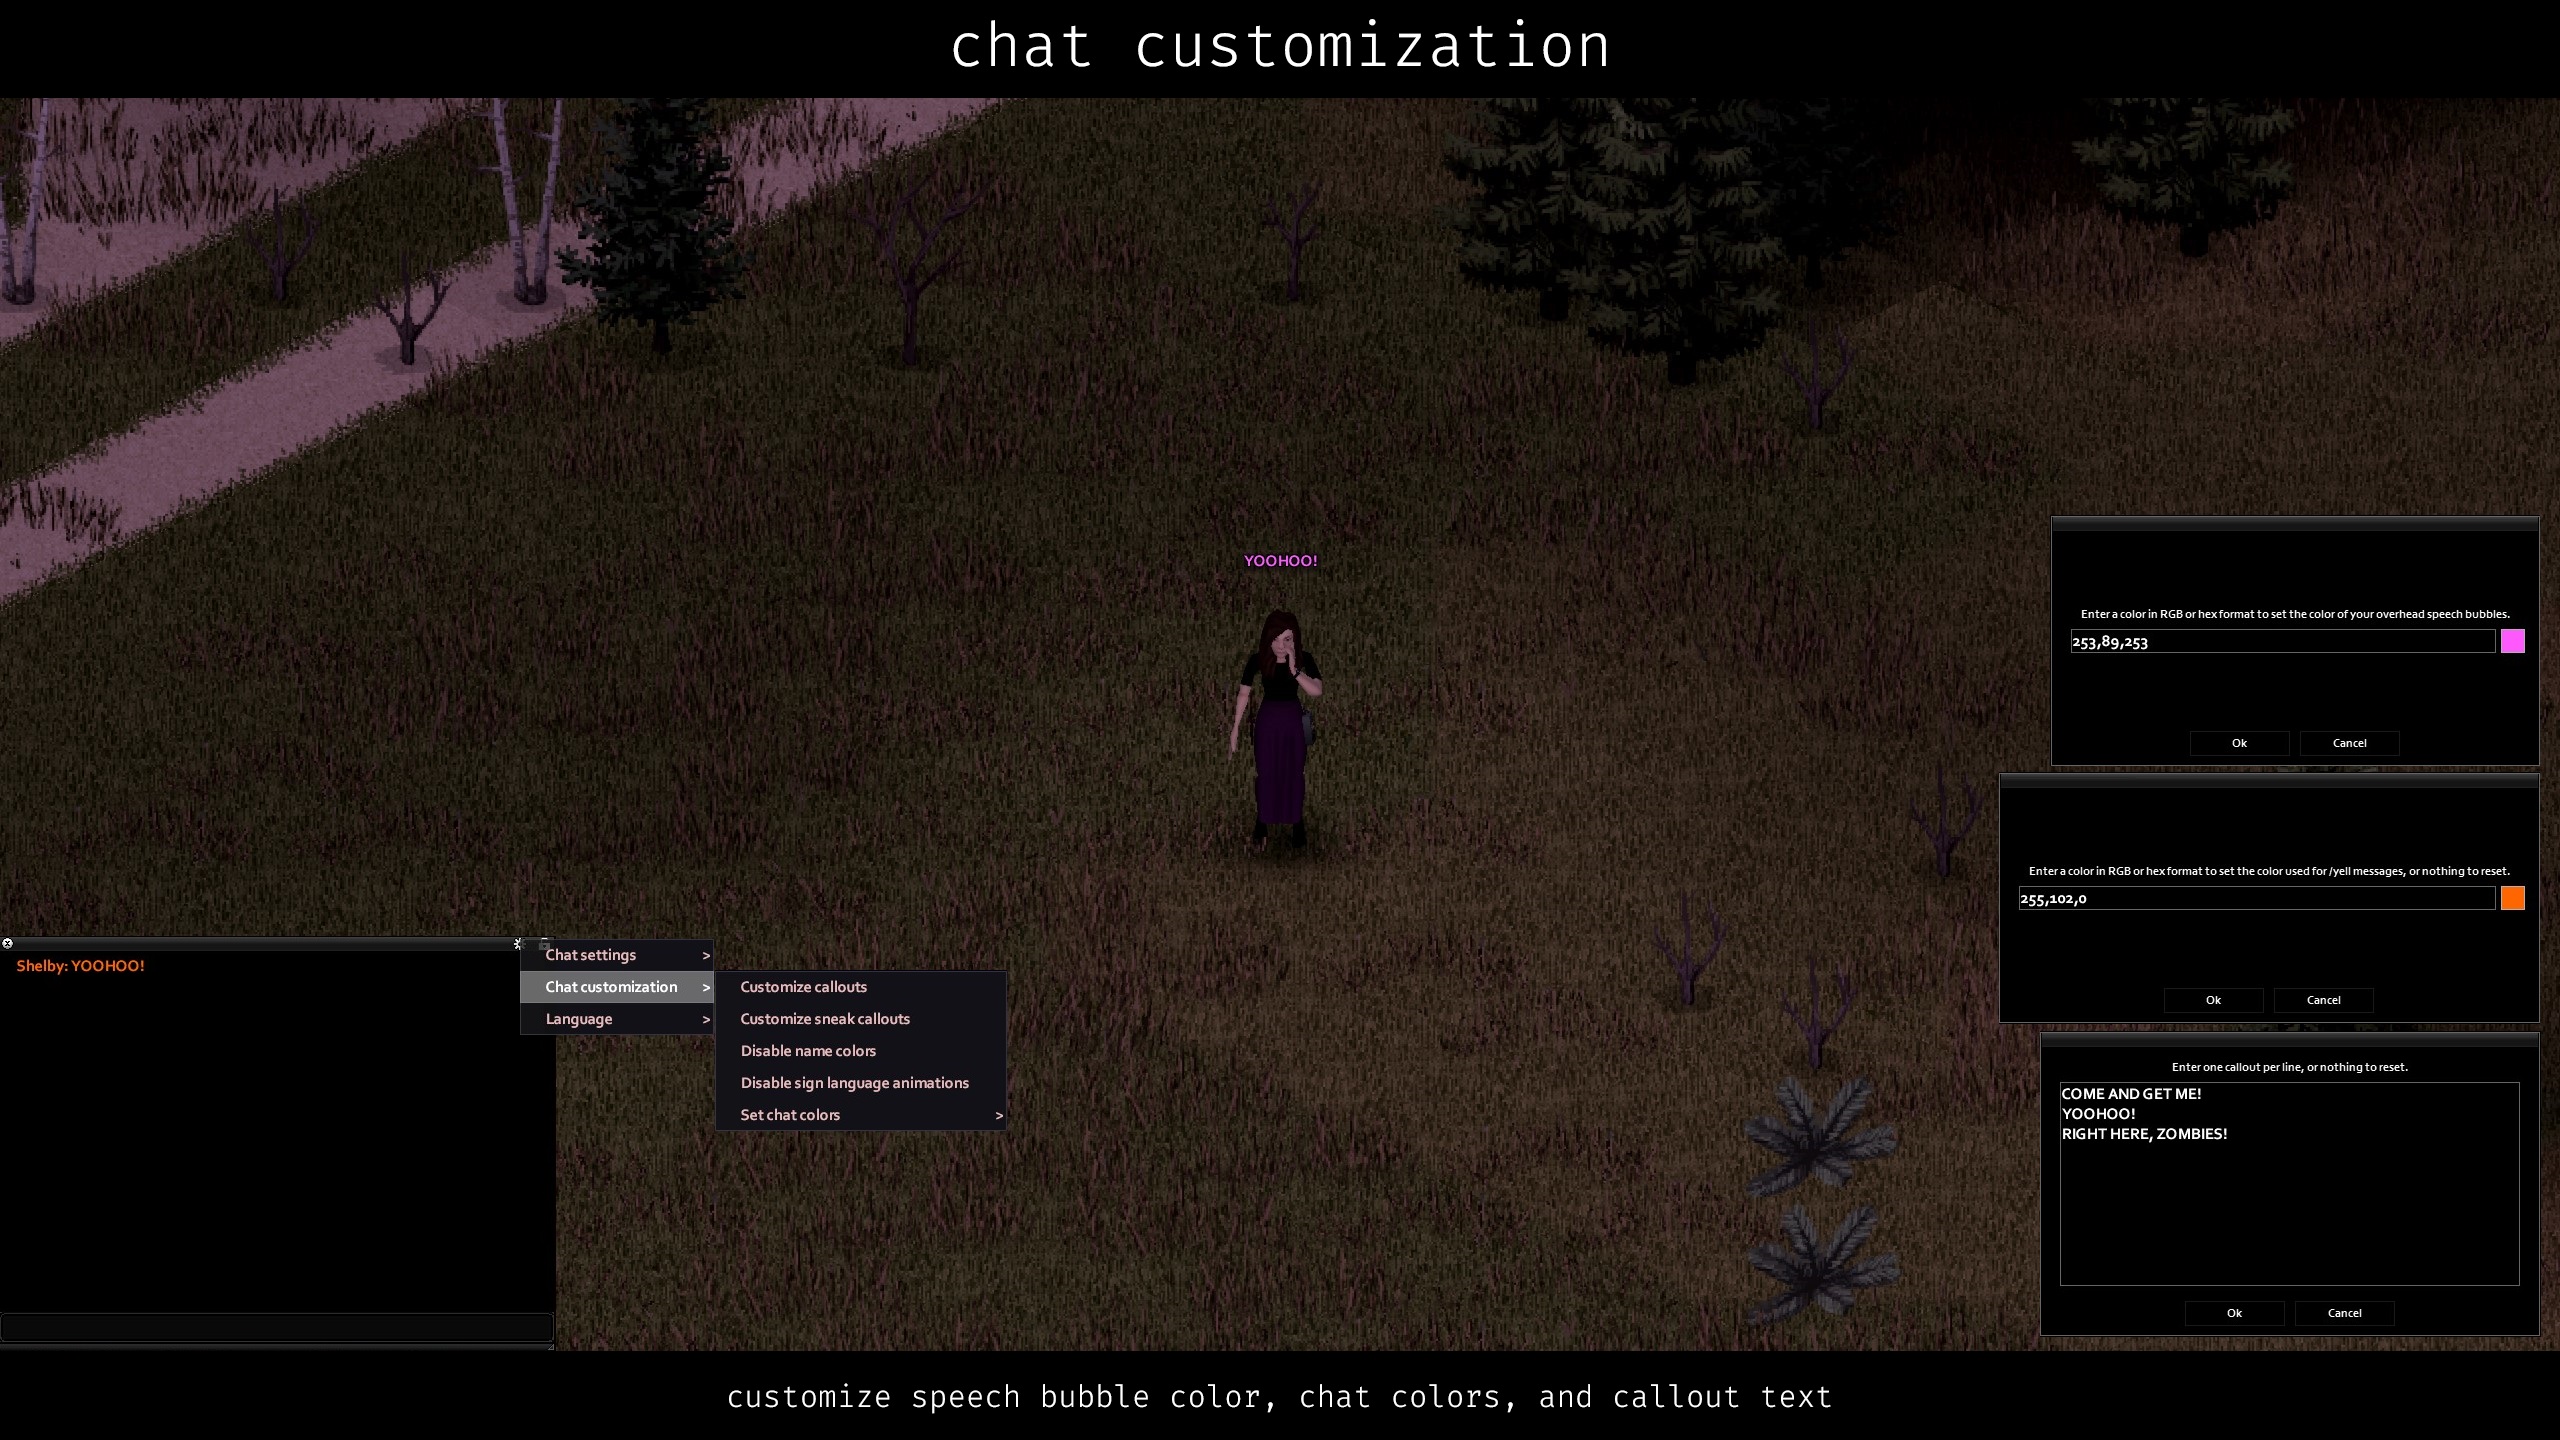 chat customization
YOOHOO!
Enter a color in RGB or hex format to set the color of your overhead speech bubbles.
253,89,253
Ok
Cancel
Enter a color in RGB or hex format to set the color used for /yell messages, or nothing to reset.
255,102,0
Ok
Cancel
Shelby: YOOHOO!
Chat settings >
Chat customization >
Language >
Customize callouts
Customize sneak callouts
Disable name colors
Disable sign language animations
Set chat colors >
Enter one callout per line, or nothing to reset.
COME AND GET ME!
YOOHOO!
RIGHT HERE, ZOMBIES!
Ok
Cancel
customize speech bubble color, chat colors, and callout text